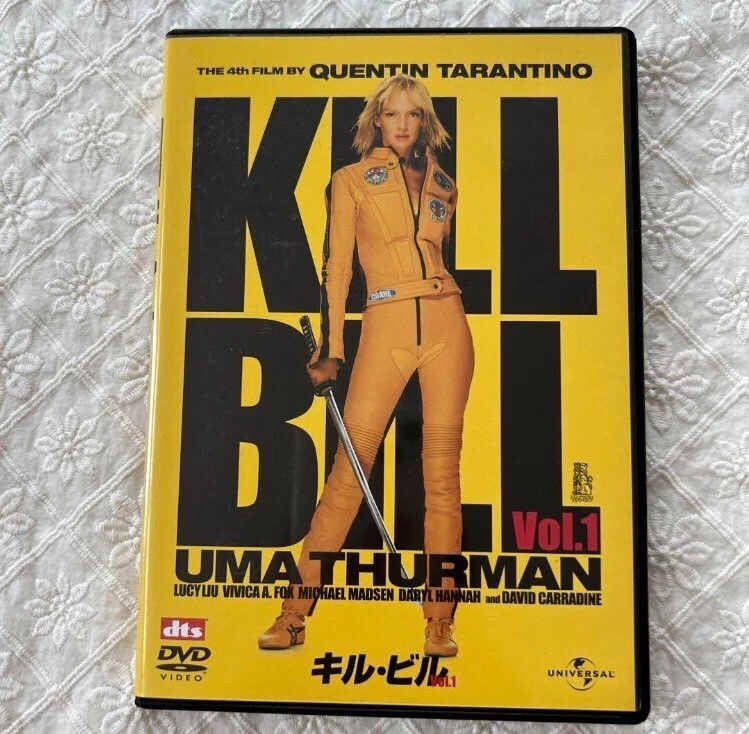 THE 4th FILM BY QUENTIN TARANTINO
KILL
BILL
Vol.1
UMA THURMAN
LUCY LIU VIVICA A. FOX MICHAEL MADSEN DARYL HANNAH and DAVID CARRADINE
dts
DVD
VIDEO
キル・ビル Vol.1
UNIVERSAL